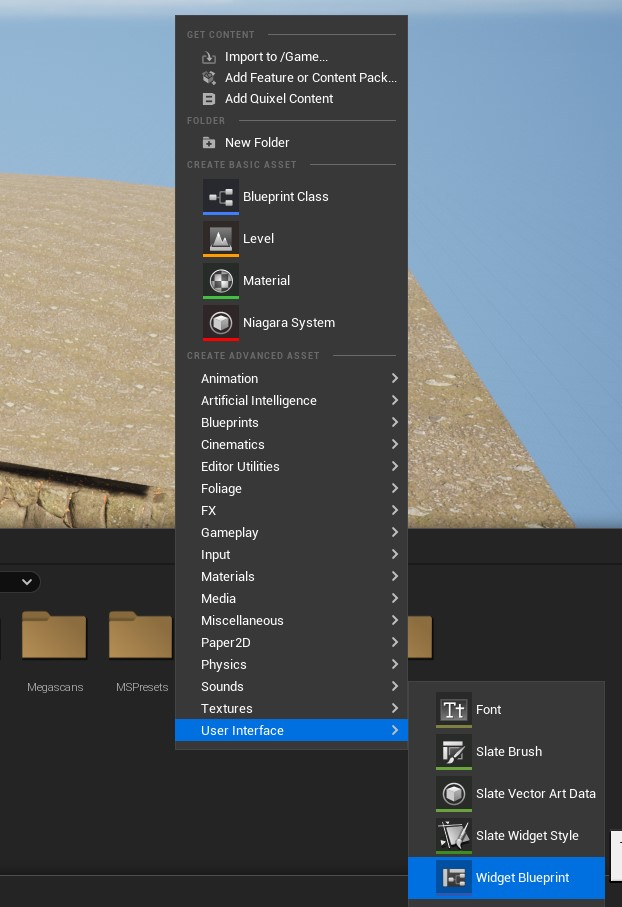 GET CONTENT
Import to /Game...
Add Feature or Content Pack...
Add Quixel Content
FOLDER
New Folder
CREATE BASIC ASSET
Blueprint Class
Level
Material
Niagara System
CREATE ADVANCED ASSET
Animation
Artificial Intelligence
Blueprints
Cinematics
Editor Utilities
Foliage
FX
Gameplay
Input
Materials
Media
Miscellaneous
Paper2D
Physics
Sounds
Textures
User Interface
Megascans
MSPresets
Tt Font
Slate Brush
Slate Vector Art Data
Slate Widget Style
Widget Blueprint